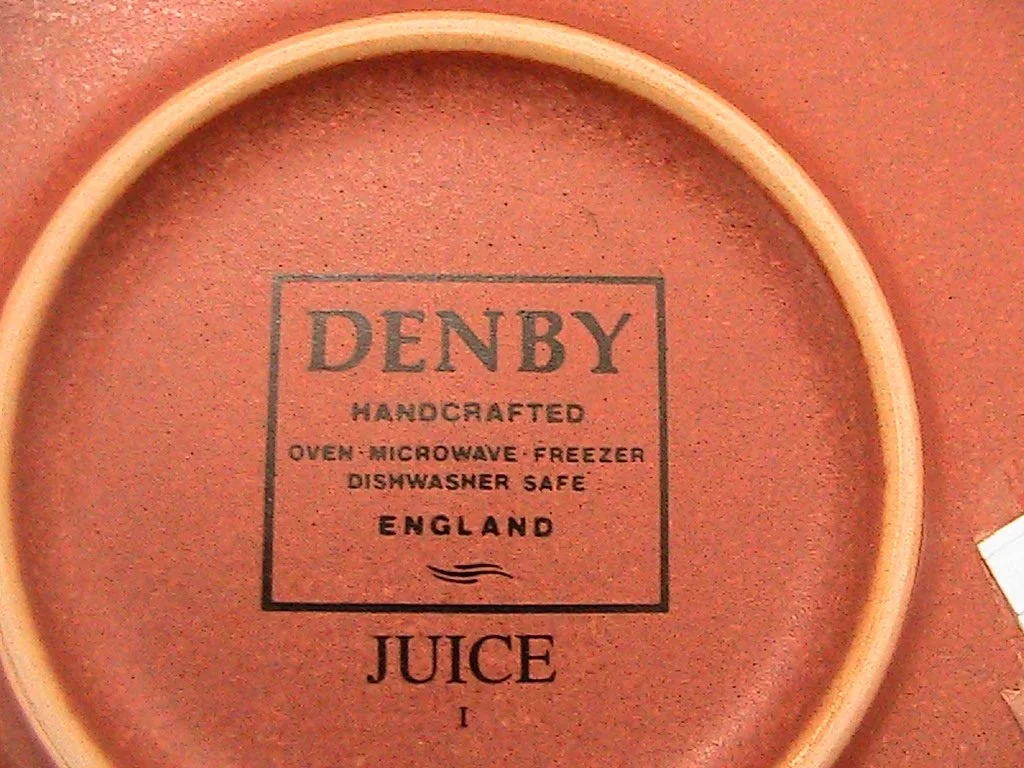 DENBY
HANDCRAFTED
OVEN·MICROWAVE·FREEZER
DISHWASHER SAFE
ENGLAND
JUICE
I